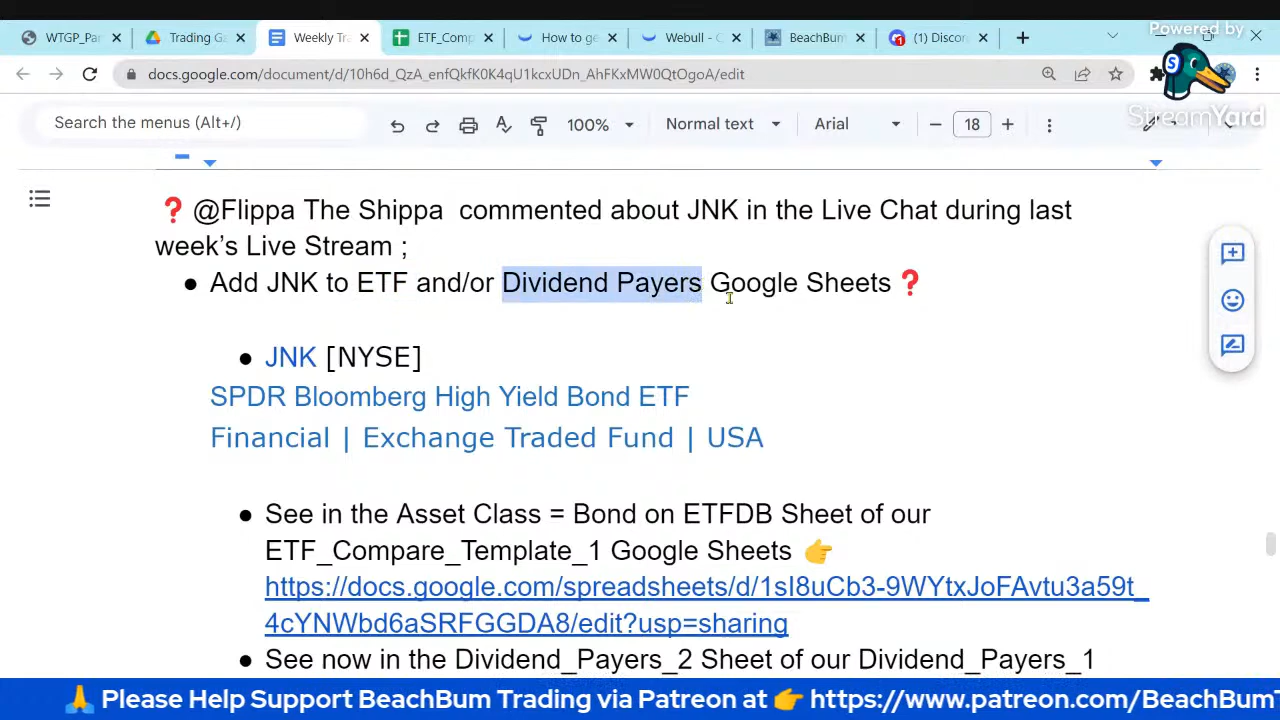 WTGP_Par
Trading Ga
Weekly Tra
ETF_Comp
How to ge
Webull - C
BeachBum
(1) Discor
Powered by
docs.google.com/document/d/10h6d_QzA_enfQkfK0K4qU1kcxUDn_AhFKxMW0QtOgoA/edit
StreamYard
Search the menus (Alt+/)
100%
Normal text
Arial
18
❓ @Flippa The Shippa commented about JNK in the Live Chat during last
week’s Live Stream ;
● Add JNK to ETF and/or Dividend Payers Google Sheets ❓
● JNK [NYSE]
SPDR Bloomberg High Yield Bond ETF
Financial | Exchange Traded Fund | USA
● See in the Asset Class = Bond on ETFDB Sheet of our
ETF_Compare_Template_1 Google Sheets 👉
https://docs.google.com/spreadsheets/d/1sI8uCb3-9WYtxJoFAvtu3a59t_
4cYNWbd6aSRFGGDA8/edit?usp=sharing
● See now in the Dividend_Payers_2 Sheet of our Dividend_Payers_1
🙏 Please Help Support BeachBum Trading via Patreon at 👉 https://www.patreon.com/BeachBumT